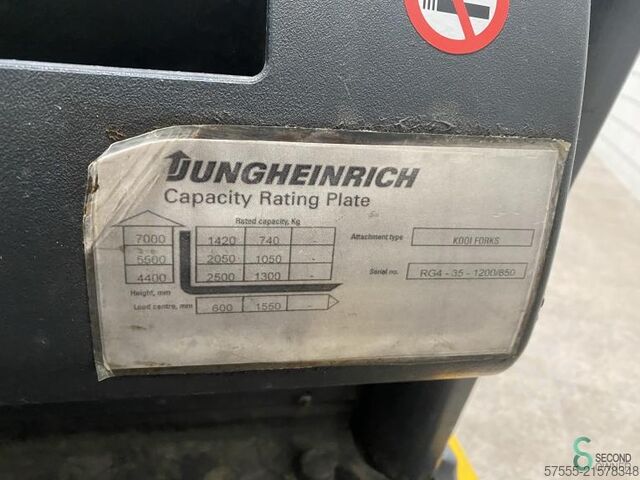 JUNGHEINRICH
Capacity Rating Plate
Rated capacity, Kg
7000 1420 740 -
5500 2050 1050 -
4400 2500 1300 -
Height, mm
Load centre, mm 600 1550 -
Attachment type KOOI FORKS
Serial no. RG4 - 35 - 1200/850
SECOND
57555-21578348